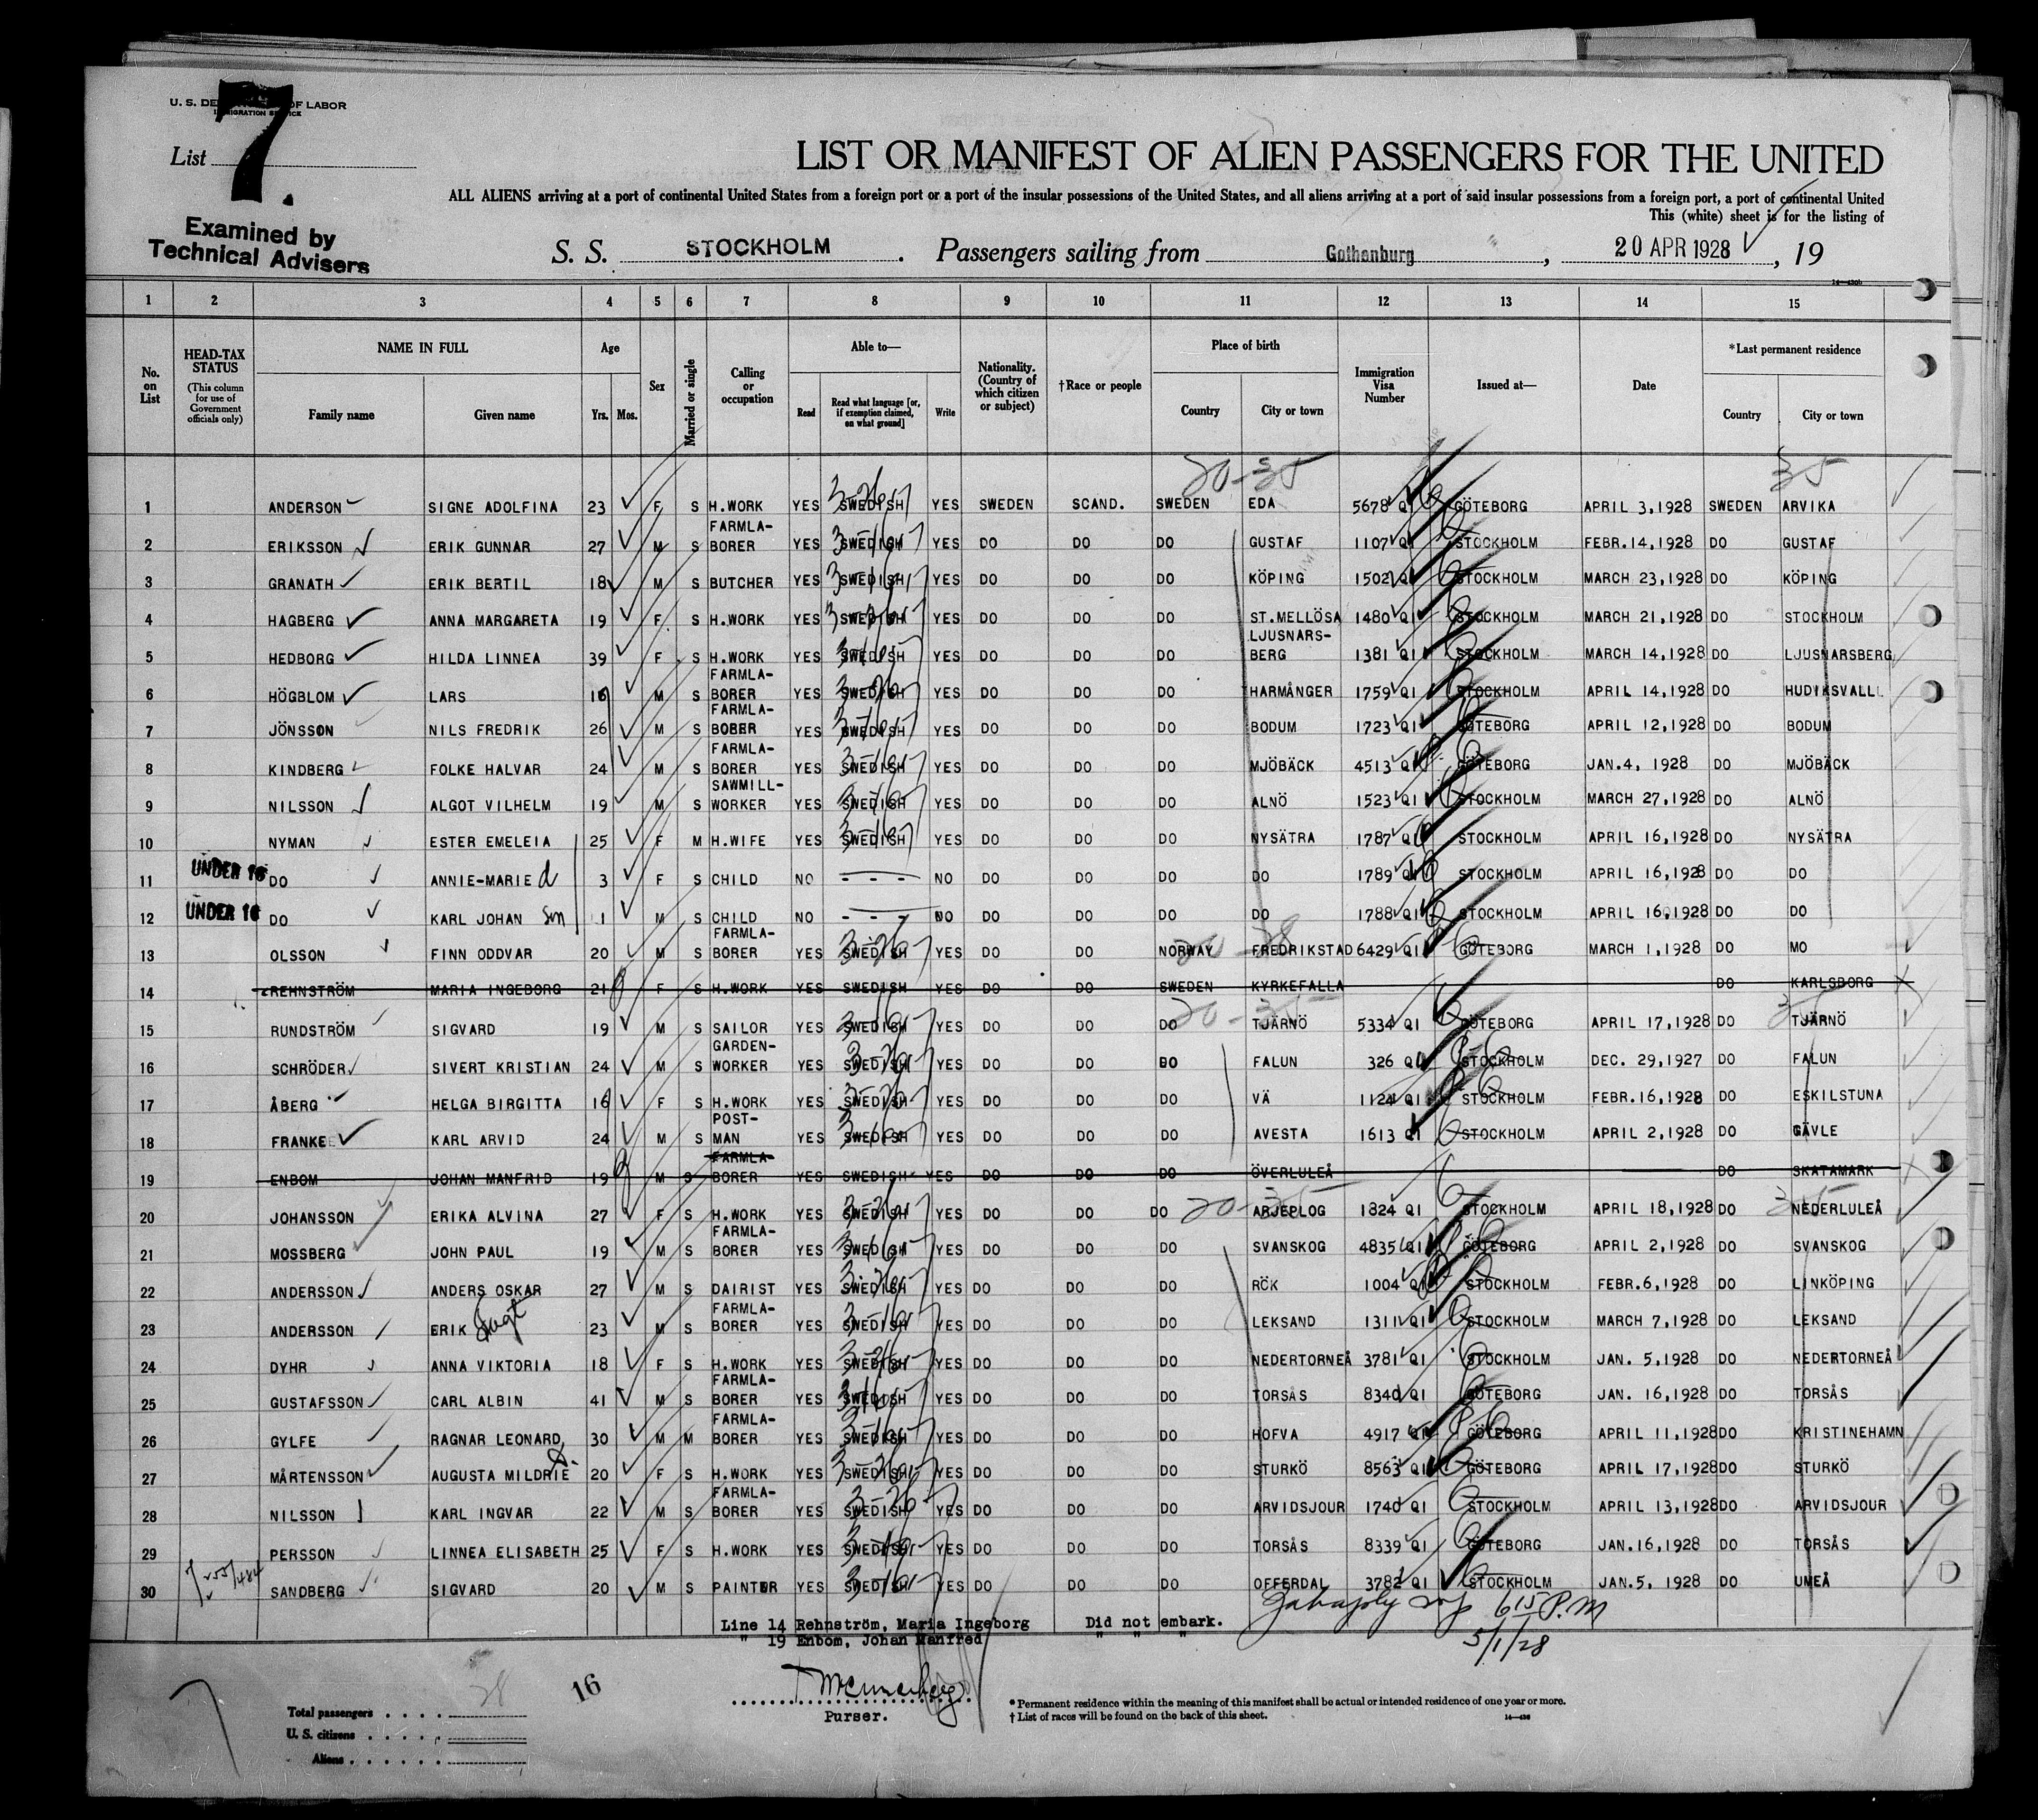 U. S. DEPARTMENT OF LABOR
IMMIGRATION SERVICE
List 7.
Examined by
Technical Advisers
LIST OR MANIFEST OF ALIEN PASSENGERS FOR THE UNITED
ALL ALIENS arriving at a port of continental United States from a foreign port or a port of the insular possessions of the United States, and all aliens arriving at a port of said insular possessions from a foreign port, a port of continental United
This (white) sheet is for the listing of
S. S. STOCKHOLM. Passengers sailing from Gothenburg, 20 APR 1928, 19
14—430b
1 2 3 4 5 6 7 8 9 10 11 12 13 14 15
No. on List
HEAD-TAX STATUS (This column for use of Government officials only)
NAME IN FULL Family name Given name
Age Yrs. Mos.
Sex
Married or single
Calling or occupation
Able to— Read Read what language [or, if exemption claimed, on what ground] Write
Nationality. (Country of which citizen or subject)
†Race or people
Place of birth Country City or town
Immigration Visa Number
Issued at—
Date
*Last permanent residence Country City or town
20-35 35
1 ANDERSON SIGNE ADOLFINA 23 F S H.WORK YES SWEDISH YES SWEDEN SCAND. SWEDEN EDA 5678 QI GÖTEBORG APRIL 3,1928 SWEDEN ARVIKA
2 ERIKSSON ERIK GUNNAR 27 M S FARMLA-BORER YES SWEDISH YES DO DO DO GUSTAF 1107 QI STOCKHOLM FEBR.14,1928 DO GUSTAF
3 GRANATH ERIK BERTIL 18 M S BUTCHER YES SWEDISH YES DO DO DO KÖPING 1502 QI STOCKHOLM MARCH 23,1928 DO KÖPING
4 HAGBERG ANNA MARGARETA 19 F S H.WORK YES SWEDISH YES DO DO DO ST.MELLÖSA 1480 QI STOCKHOLM MARCH 21,1928 DO STOCKHOLM
5 HEDBORG HILDA LINNEA 39 F S H.WORK YES SWEDISH YES DO DO DO LJUSNARS-BERG 1381 QI STOCKHOLM MARCH 14,1928 DO LJUSNARSBERG
6 HÖGBLOM LARS 16 M S FARMLA-BORER YES SWEDISH YES DO DO DO HARMÅNGER 1759 QI STOCKHOLM APRIL 14,1928 DO HUDIKSVALL
7 JÖNSSON NILS FREDRIK 26 M S FARMLA-BOBER YES SWEDISH YES DO DO DO BODUM 1723 QI GÖTEBORG APRIL 12,1928 DO BODUM
8 KINDBERG FOLKE HALVAR 24 M S FARMLA-BORER YES SWEDISH YES DO DO DO MJÖBÄCK 4513 QI GÖTEBORG JAN.4, 1928 DO MJÖBÄCK
9 NILSSON ALGOT VILHELM 19 M S SAWMILL-WORKER YES SWEDISH YES DO DO DO ALNÖ 1523 QI STOCKHOLM MARCH 27,1928 DO ALNÖ
10 NYMAN ESTER EMELEIA 25 F M H.WIFE YES SWEDISH YES DO DO DO NYSÄTRA 1787 QI STOCKHOLM APRIL 16,1928 DO NYSÄTRA
11 UNDER 16 DO ANNIE-MARIE d 3 F S CHILD NO - - - NO DO DO DO DO 1789 QI STOCKHOLM APRIL 16,1928 DO DO
12 UNDER 16 DO KARL JOHAN son 1 M S CHILD NO - - - NO DO DO DO DO 1788 QI STOCKHOLM APRIL 16,1928 DO DO
13 OLSSON FINN ODDVAR 20 M S FARMLA-BORER YES SWEDISH YES DO DO NORWAY FREDRIKSTAD 6429 QI GÖTEBORG MARCH 1,1928 DO MO
14 REHNSTRÖM MARIA INGEBORG 21 F S H.WORK YES SWEDISH YES DO DO SWEDEN KYRKEFALLA DO KARLSBORG
15 RUNDSTRÖM SIGVARD 19 M S SAILOR YES SWEDISH YES DO DO DO TJÄRNÖ 5334 QI GÖTEBORG APRIL 17,1928 DO TJÄRNÖ
16 SCHRÖDER SIVERT KRISTIAN 24 M S GARDEN-WORKER YES SWEDISH YES DO DO DO FALUN 326 QI STOCKHOLM DEC. 29,1927 DO FALUN
17 ÅBERG HELGA BIRGITTA 16 F S H.WORK YES SWEDISH YES DO DO DO VÄ 1124 QI STOCKHOLM FEBR.16,1928 DO ESKILSTUNA
18 FRANKE KARL ARVID 24 M S POST-MAN YES SWEDISH YES DO DO DO AVESTA 1613 QI STOCKHOLM APRIL 2,1928 DO GÄVLE
19 ENBOM JOHAN MANFRID 19 M S FARMLA-BORER YES SWEDISH YES DO DO DO ÖVERLULEÅ DO SKATAMARK
20 JOHANSSON ERIKA ALVINA 27 F S H.WORK YES SWEDISH YES DO DO DO ARJEPLOG 1824 QI STOCKHOLM APRIL 18,1928 DO NEDERLULEÅ
21 MOSSBERG JOHN PAUL 19 M S FARMLA-BORER YES SWEDISH YES DO DO DO SVANSKOG 4835 QI GÖTEBORG APRIL 2,1928 DO SVANSKOG
22 ANDERSSON ANDERS OSKAR 27 M S DAIRIST YES SWEDISH YES DO DO DO RÖK 1004 QI STOCKHOLM FEBR.6,1928 DO LINKÖPING
23 ANDERSSON ERIK 23 M S FARMLA-BORER YES SWEDISH YES DO DO DO LEKSAND 1311 QI STOCKHOLM MARCH 7,1928 DO LEKSAND
24 DYHR ANNA VIKTORIA 18 F S H.WORK YES SWEDISH YES DO DO DO NEDERTORNEÅ 3781 QI STOCKHOLM JAN. 5,1928 DO NEDERTORNEÅ
25 GUSTAFSSON CARL ALBIN 41 M S FARMLA-BORER YES SWEDISH YES DO DO DO TORSÅS 8340 QI GÖTEBORG JAN. 16,1928 DO TORSÅS
26 GYLFE RAGNAR LEONARD 30 M M FARMLA-BORER YES SWEDISH YES DO DO DO HOFVA 4917 QI GÖTEBORG APRIL 11,1928 DO KRISTINEHAMN
27 MÅRTENSSON AUGUSTA MILDRIE 20 F S H.WORK YES SWEDISH YES DO DO DO STURKÖ 8563 QI GÖTEBORG APRIL 17,1928 DO STURKÖ
28 NILSSON KARL INGVAR 22 M S FARMLA-BORER YES SWEDISH YES DO DO DO ARVIDSJOUR 1740 QI STOCKHOLM APRIL 13,1928 DO ARVIDSJOUR
29 PERSSON LINNEA ELISABETH 25 F S H.WORK YES SWEDISH YES DO DO DO TORSÅS 8339 QI GÖTEBORG JAN.16,1928 DO TORSÅS
30 SANDBERG SIGVARD 20 M S PAINTER YES SWEDISH YES DO DO DO OFFERDAL 3782 QI STOCKHOLM JAN.5, 1928 DO UMEÅ
Line 14 Rehnström, Maria Ingeborg Did not embark.
" 19 Enbom, Johan Manfred " " "
615 P.M
5/1/28
28 16
Purser.
Total passengers
U. S. citizens
Aliens
*Permanent residence within the meaning of this manifest shall be actual or intended residence of one year or more.
†List of races will be found on the back of this sheet.